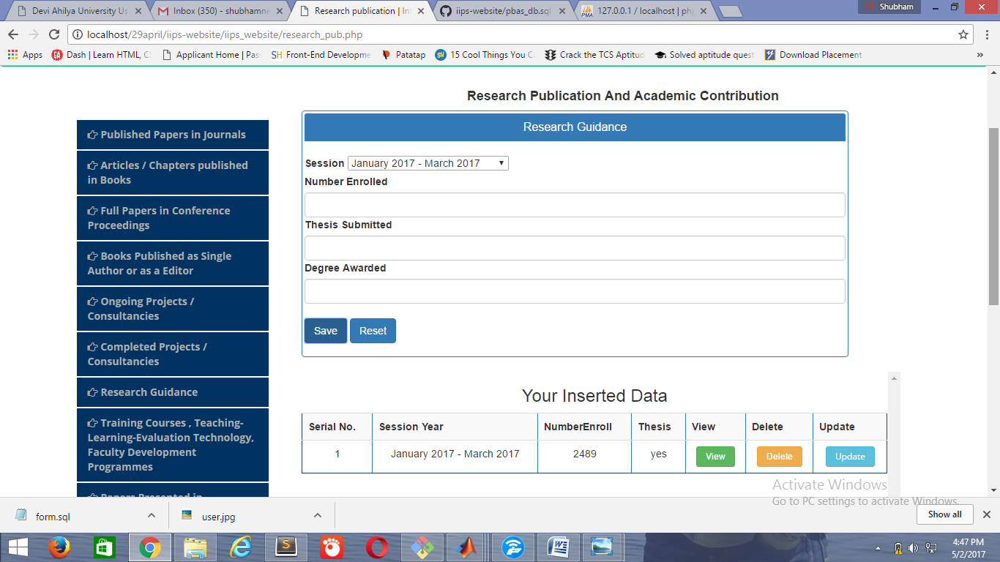 Devi Ahilya University Us
Inbox (350) - shubhamne
Research publication | In
iips-website/pbas_db.sql
127.0.0.1 / localhost | ph
Shubham
localhost/29april/iips-website/iips_website/research_pub.php
Apps
Dash | Learn HTML, C
Applicant Home | Pas
Front-End Developme
Patatap
15 Cool Things You C
Crack the TCS Aptitud
Solved aptitude quest
Download Placement
»
Research Publication And Academic Contribution
Published Papers in Journals
Articles / Chapters published
in Books
Full Papers in Conference
Proceedings
Books Published as Single
Author or as a Editor
Ongoing Projects /
Consultancies
Completed Projects /
Consultancies
Research Guidance
Training Courses , Teaching-
Learning-Evaluation Technology,
Faculty Development
Programmes
Papers Presented in
Research Guidance
Session January 2017 - March 2017
Number Enrolled
Thesis Submitted
Degree Awarded
Save Reset
Your Inserted Data
Serial No. Session Year NumberEnroll Thesis View Delete Update
1 January 2017 - March 2017 2489 yes View Delete Update
Activate Windows
Go to PC settings to activate Windows.
form.sql
user.jpg
Show all
4:47 PM
5/2/2017